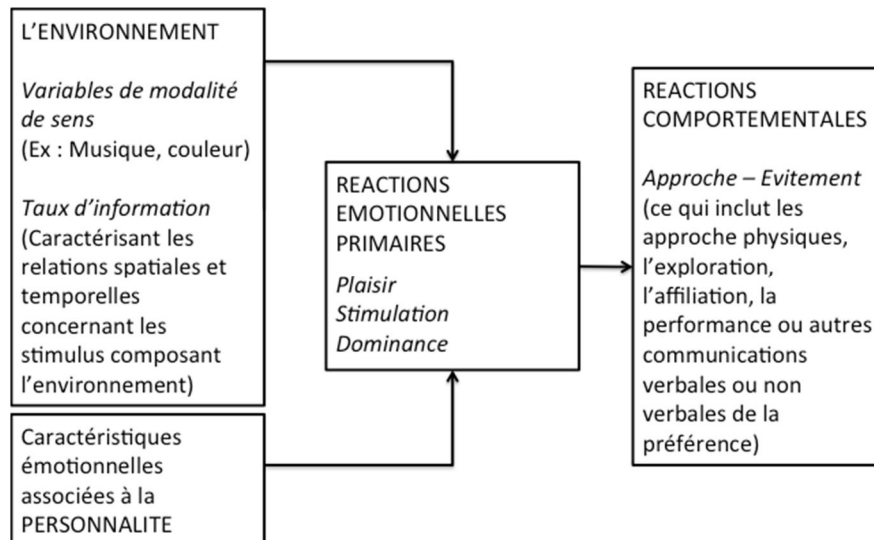 L'ENVIRONNEMENT
Variables de modalité
de sens
(Ex : Musique, couleur)
Taux d'information
(Caractérisant les
relations spatiales et
temporelles
concernant les
stimulus composant
l'environnement)
Caractéristiques
émotionnelles
associées à la
PERSONNALITE
REACTIONS
EMOTIONNELLES
PRIMAIRES
Plaisir
Stimulation
Dominance
REACTIONS
COMPORTEMENTALES
Approche – Evitement
(ce qui inclut les
approche physiques,
l'exploration,
l'affiliation, la
performance ou autres
communications
verbales ou non
verbales de la
préférence)